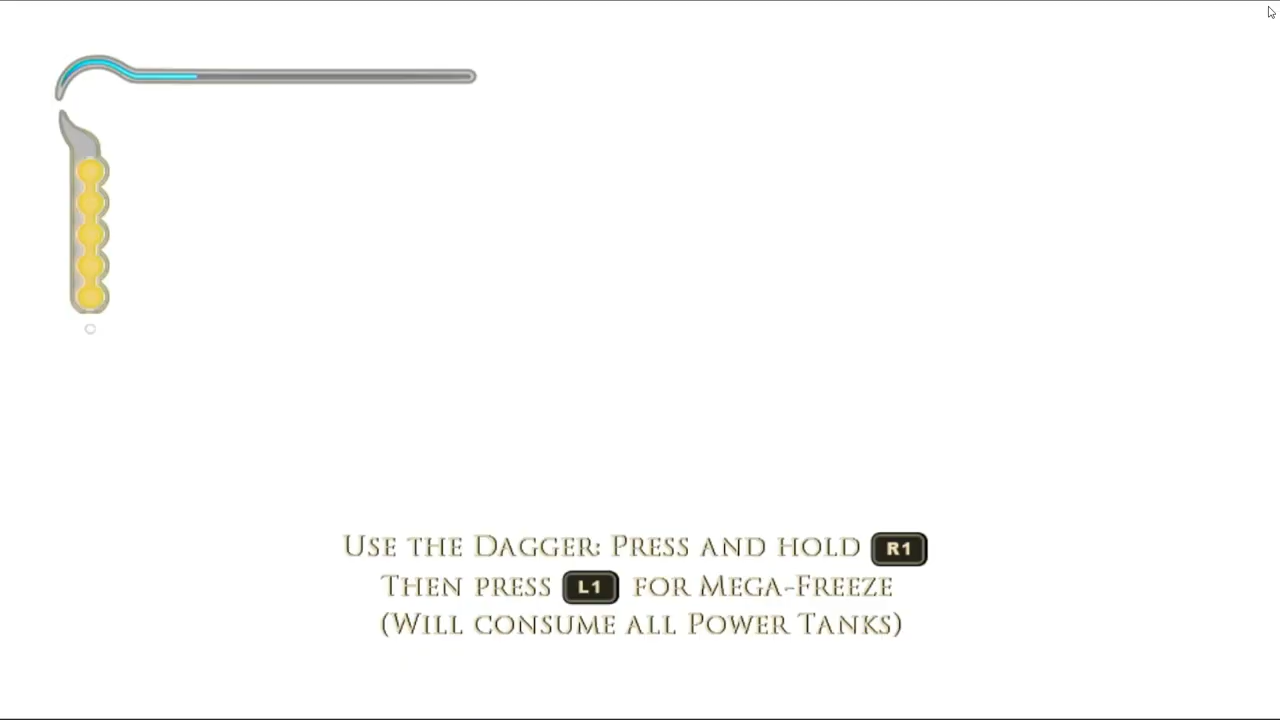 Use the Dagger: Press and hold R1
Then press L1 for Mega-Freeze
(Will consume all Power Tanks)